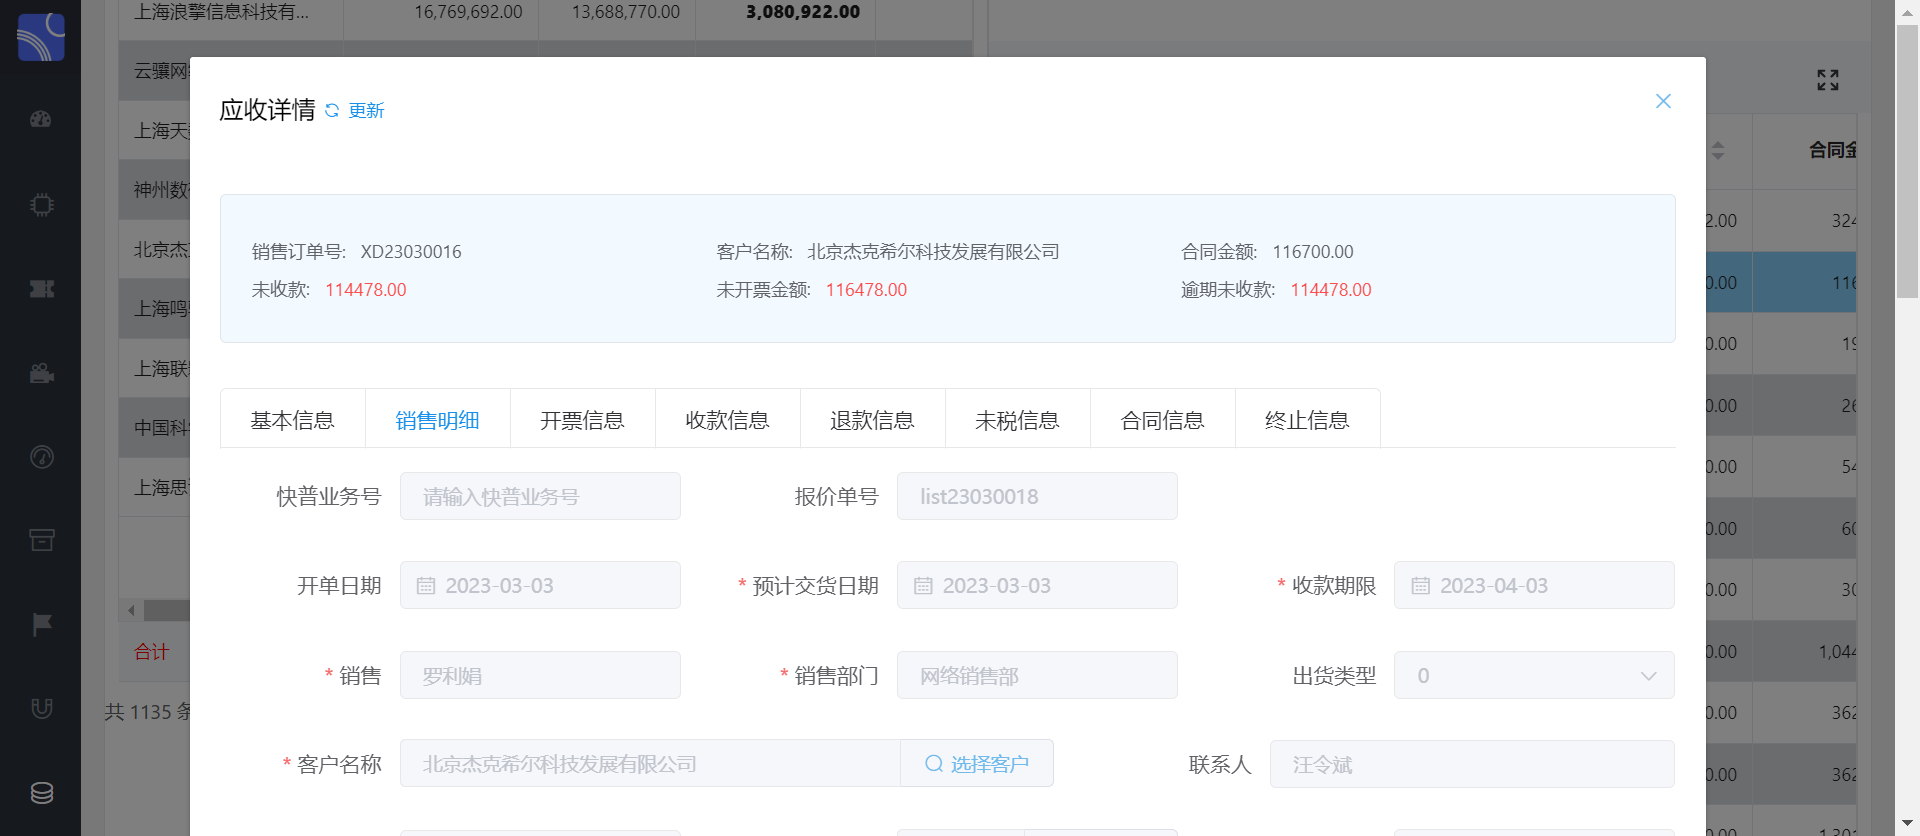 上海浪擎信息科技有... 16,769,692.00 13,688,770.00 3,080,922.00
云骥网
上海天
神州数
北京杰
上海鸣
上海联
中国科
上海思
合计
共 1135 条
应收详情 更新
销售订单号: XD23030016 客户名称: 北京杰克希尔科技发展有限公司 合同金额: 116700.00
未收款: 114478.00 未开票金额: 116478.00 逾期未收款: 114478.00
基本信息 销售明细 开票信息 收款信息 退款信息 未税信息 合同信息 终止信息
快普业务号 请输入快普业务号 报价单号 list23030018
开单日期 2023-03-03 * 预计交货日期 2023-03-03 * 收款期限 2023-04-03
* 销售 罗利娟 * 销售部门 网络销售部 出货类型 0
* 客户名称 北京杰克希尔科技发展有限公司 选择客户 联系人 汪令斌
合同金
2.00 324
0.00 116
0.00 19
0.00 26
0.00 54
0.00 60
0.00 30
0.00 1,044
0.00 362
0.00 362